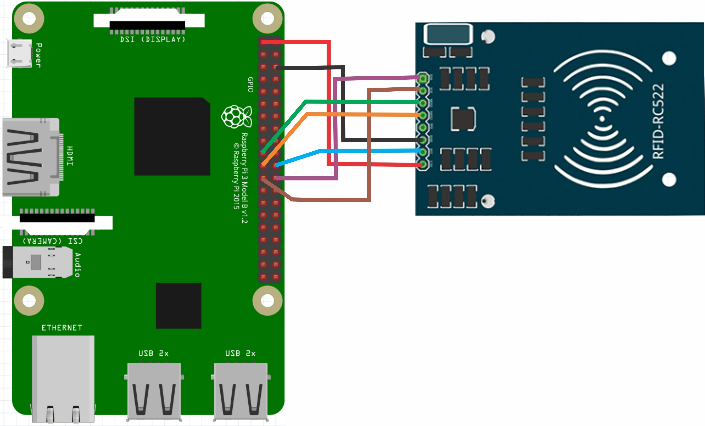 DSI (DISPLAY)
Power
GPIO
HDMI
Raspberry Pi 3 Model B v1.2
© Raspberry Pi 2015
CSI (CAMERA)
Audio
ETHERNET
USB 2x
USB 2x
RFID-RC522